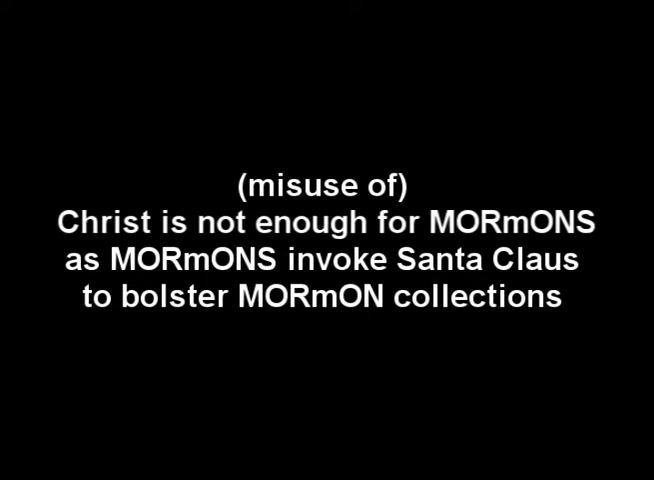 (misuse of)
Christ is not enough for MORmONS
as MORmONS invoke Santa Claus
to bolster MORmON collections